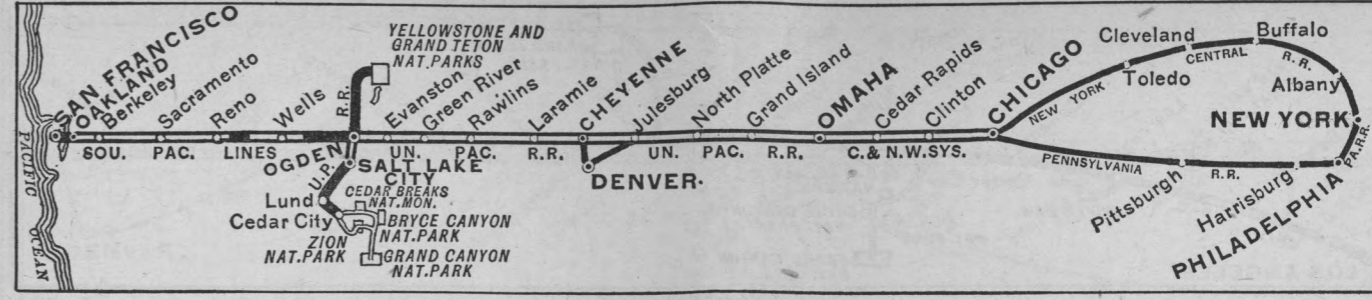 PACIFIC
OCEAN
SAN FRANCISCO
OAKLAND
Berkeley
Sacramento
Reno
Wells
SOU. PAC. LINES
YELLOWSTONE AND
GRAND TETON
NAT. PARKS
R.R.
OGDEN
U.P.
SALT LAKE
CITY
Lund
Cedar City
CEDAR BREAKS
NAT. MON.
BRYCE CANYON
NAT. PARK
ZION
NAT. PARK
GRAND CANYON
NAT. PARK
Evanston
Green River
Rawlins
Laramie
UN. PAC. R.R.
CHEYENNE
DENVER.
Julesburg
North Platte
Grand Island
UN. PAC. R.R.
OMAHA
Cedar Rapids
Clinton
C. & N. W. SYS.
CHICAGO
NEW YORK CENTRAL R.R.
Toledo
Cleveland
Buffalo
Albany
NEW YORK
PA. R.R.
PENNSYLVANIA R.R.
Pittsburgh
Harrisburg
PHILADELPHIA